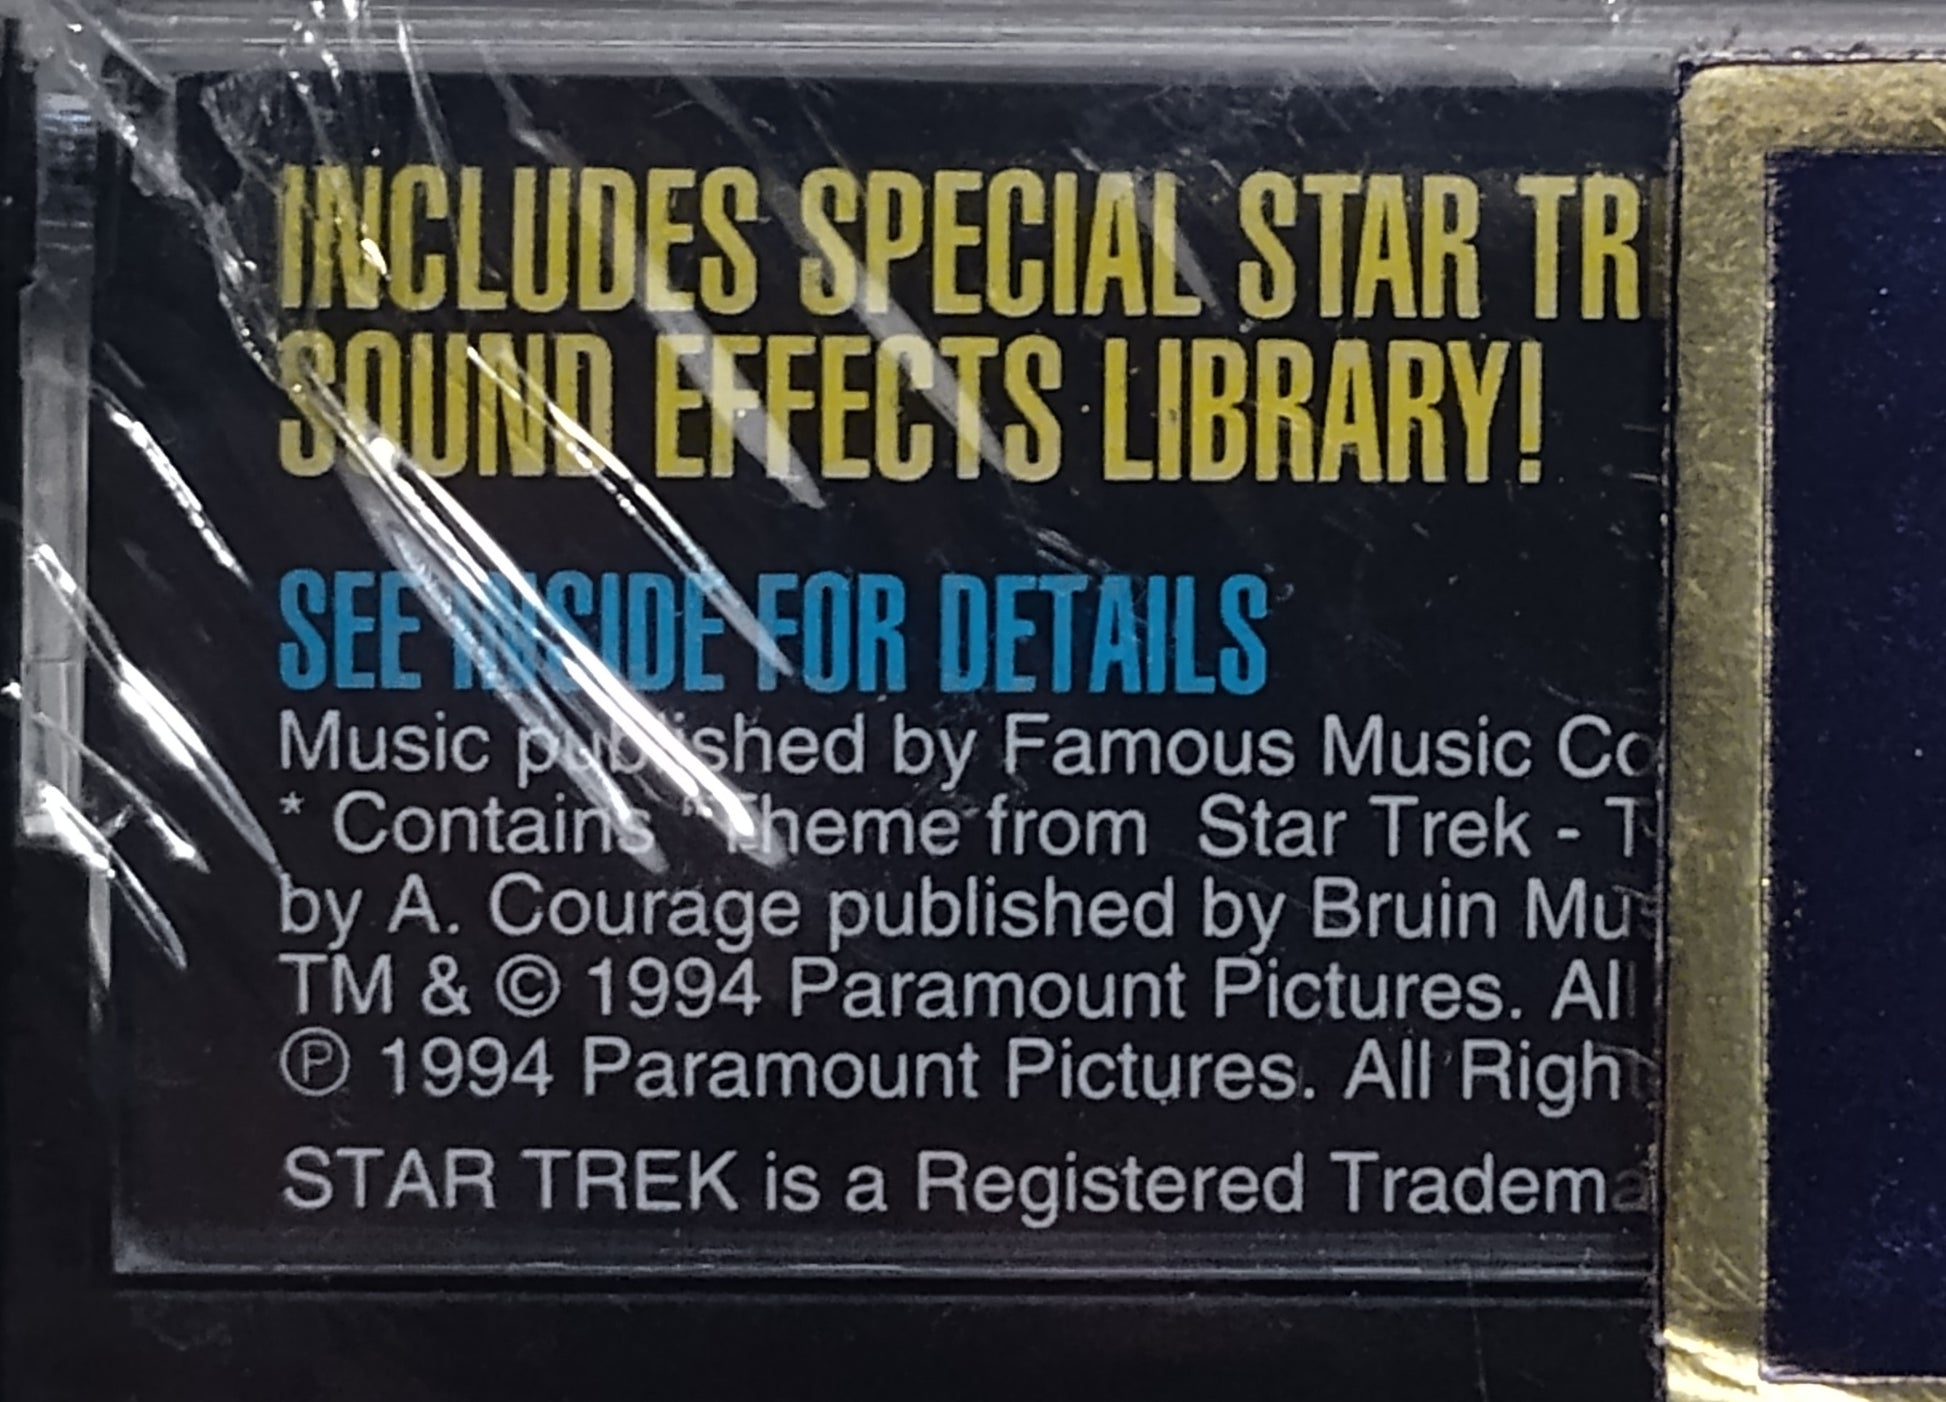 INCLUDES SPECIAL STAR TR
SOUND EFFECTS LIBRARY!
SEE INSIDE FOR DETAILS
Music published by Famous Music Co
* Contains "Theme from Star Trek - T
by A. Courage published by Bruin Mus
TM & © 1994 Paramount Pictures. All
℗ 1994 Paramount Pictures. All Righ
STAR TREK is a Registered Tradema